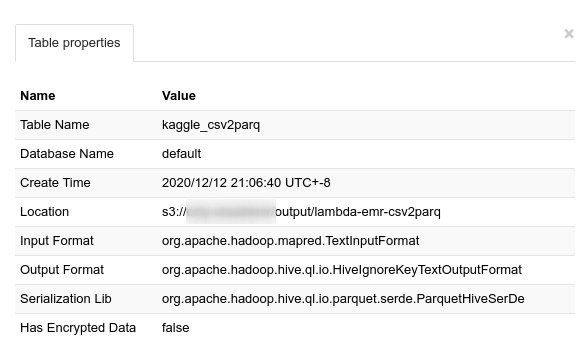 Table properties
×
Name Value
Table Name kaggle_csv2parq
Database Name default
Create Time 2020/12/12 21:06:40 UTC+-8
Location s3:// output/lambda-emr-csv2parq
Input Format org.apache.hadoop.mapred.TextInputFormat
Output Format org.apache.hadoop.hive.ql.io.HiveIgnoreKeyTextOutputFormat
Serialization Lib org.apache.hadoop.hive.ql.io.parquet.serde.ParquetHiveSerDe
Has Encrypted Data false